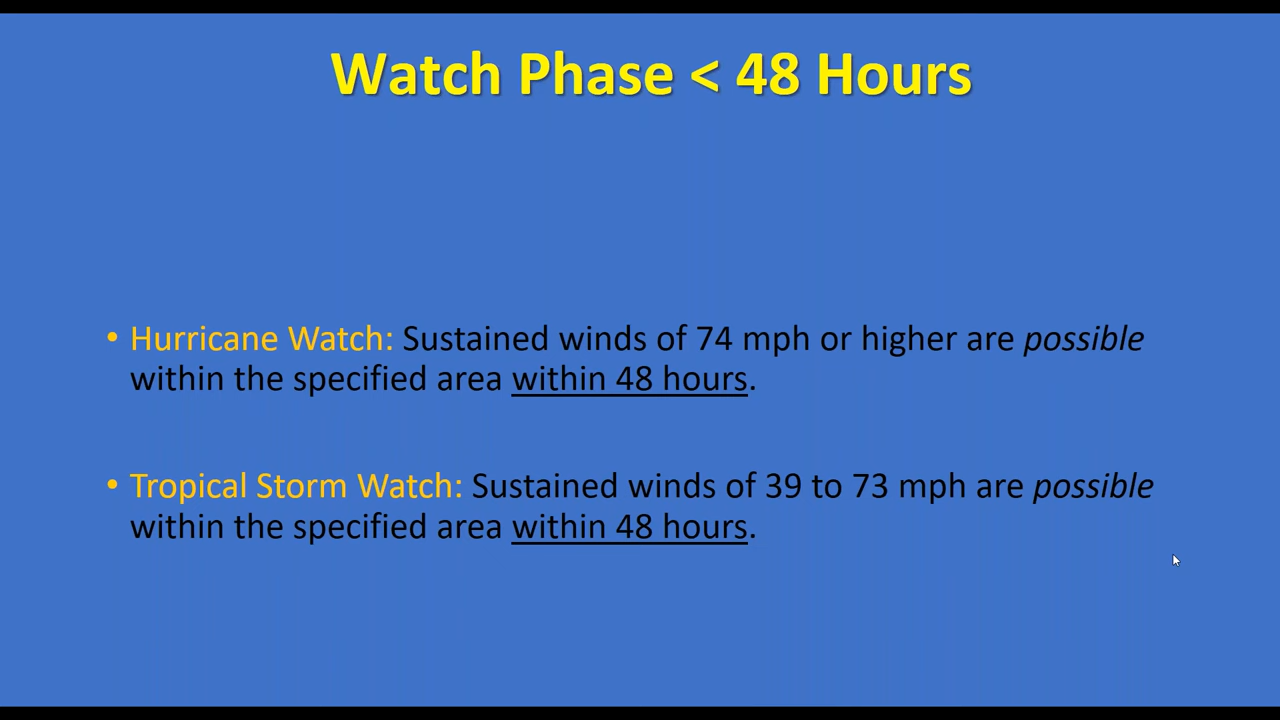 Watch Phase < 48 Hours
• Hurricane Watch: Sustained winds of 74 mph or higher are possible
within the specified area within 48 hours.
• Tropical Storm Watch: Sustained winds of 39 to 73 mph are possible
within the specified area within 48 hours.